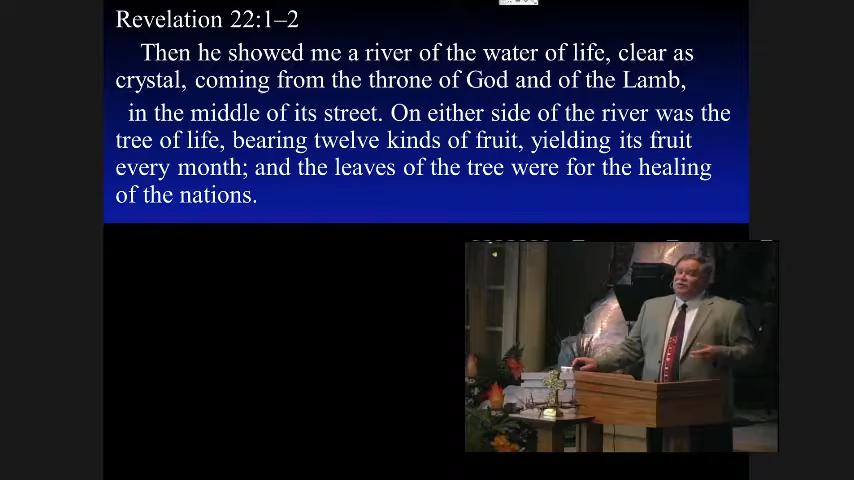 Revelation 22:1–2
Then he showed me a river of the water of life, clear as
crystal, coming from the throne of God and of the Lamb,
in the middle of its street. On either side of the river was the
tree of life, bearing twelve kinds of fruit, yielding its fruit
every month; and the leaves of the tree were for the healing
of the nations.